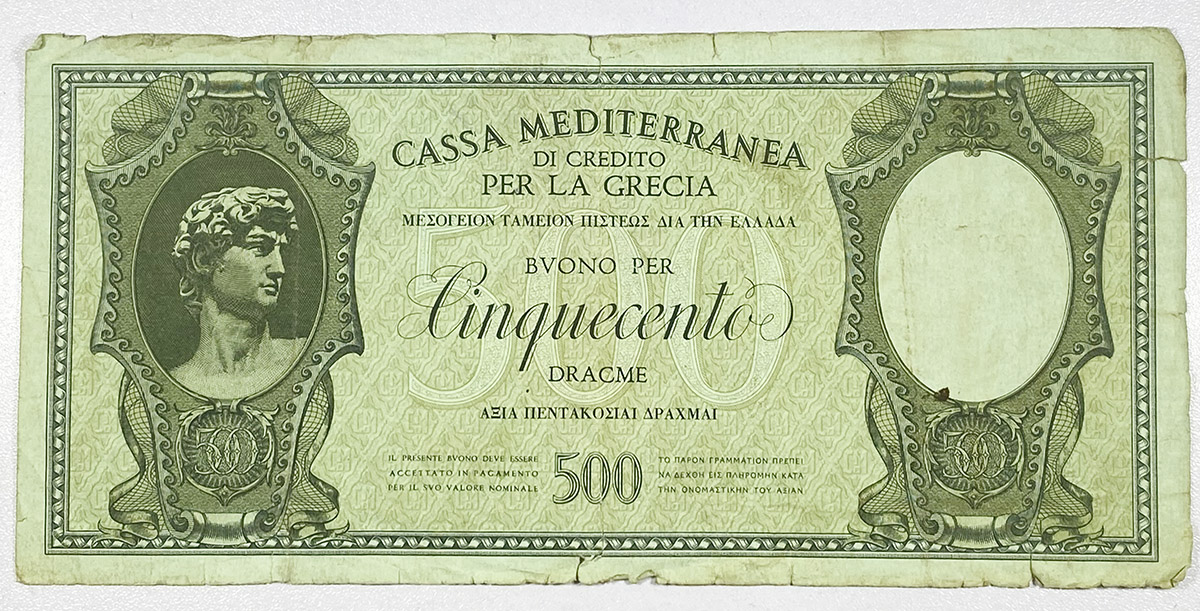 CASSA MEDITERRANEA
DI CREDITO
PER LA GRECIA
ΜΕΣΟΓΕΙΟΝ ΤΑΜΕΙΟΝ ΠΙΣΤΕΩΣ ΔΙΑ ΤΗΝ ΕΛΛΑΔΑ
500
BVONO PER
Cinquecento
DRACME
ΑΞΙΑ ΠΕΝΤΑΚΟΣΙΑΙ ΔΡΑΧΜΑΙ
IL PRESENTE BVONO DEVE ESSERE
ACCETTATO IN PAGAMENTO
PER IL SVO VALORE NOMINALE
500
ΤΟ ΠΑΡΟΝ ΓΡΑΜΜΑΤΙΟΝ ΠΡΕΠΕΙ
ΝΑ ΔΕΧΘΗ ΕΙΣ ΠΛΗΡΩΜΗΝ ΚΑΤΑ
ΤΗΝ ΟΝΟΜΑΣΤΙΚΗΝ ΤΟΥ ΑΞΙΑΝ
500
500